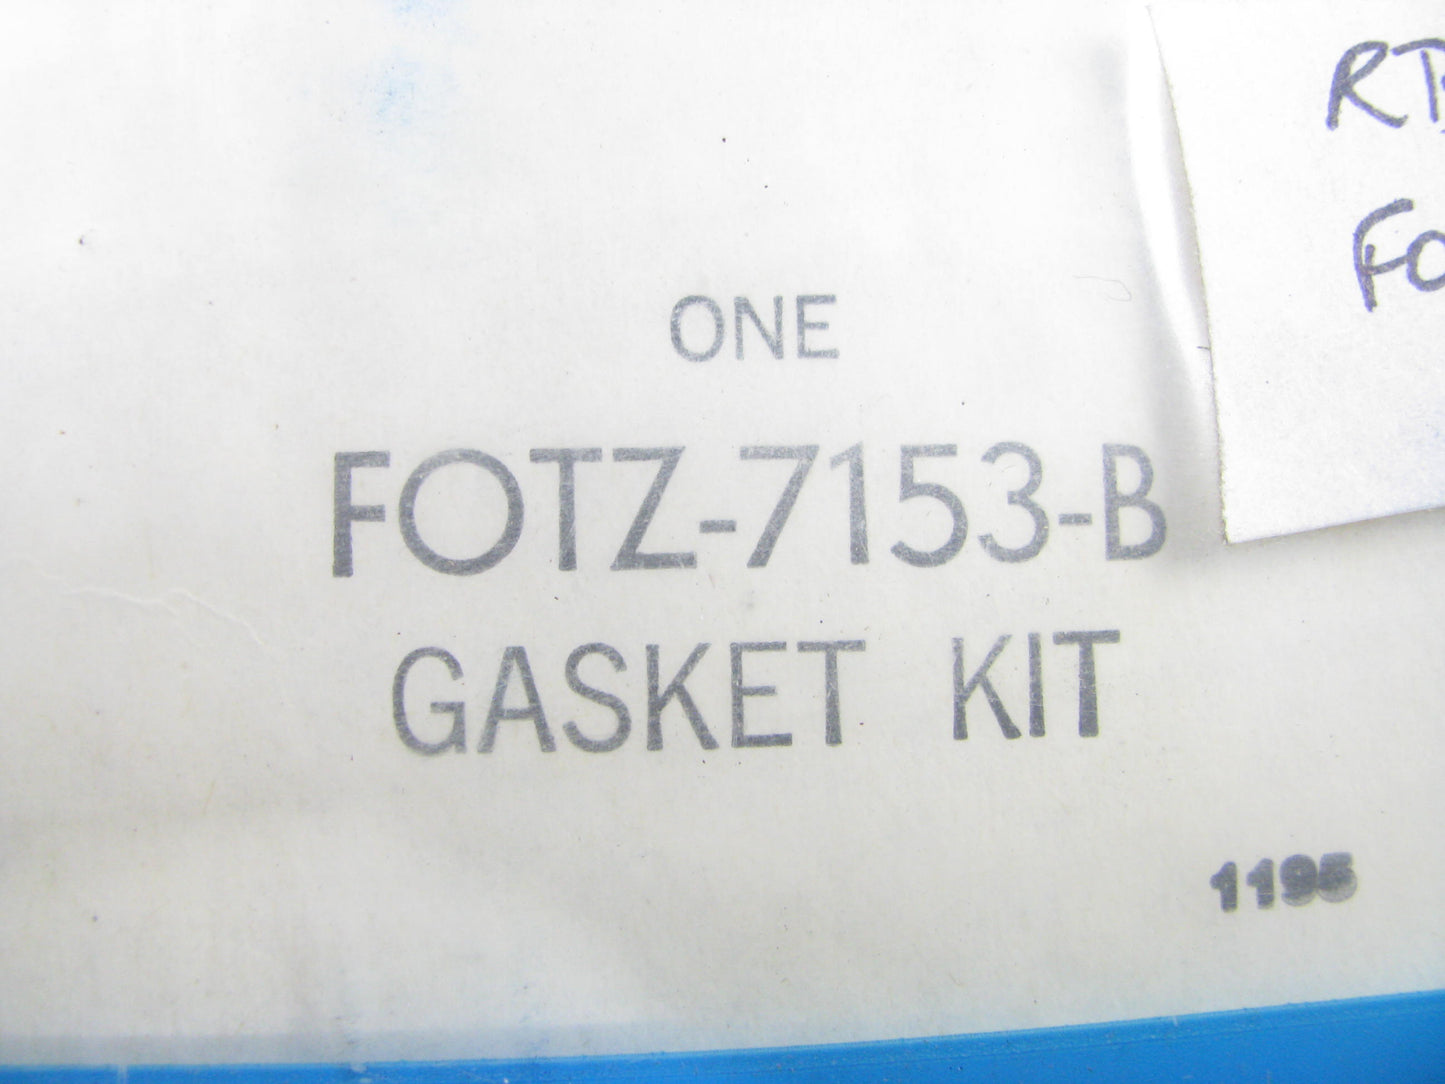 ONE
FOTZ-7153-B
GASKET KIT
1195